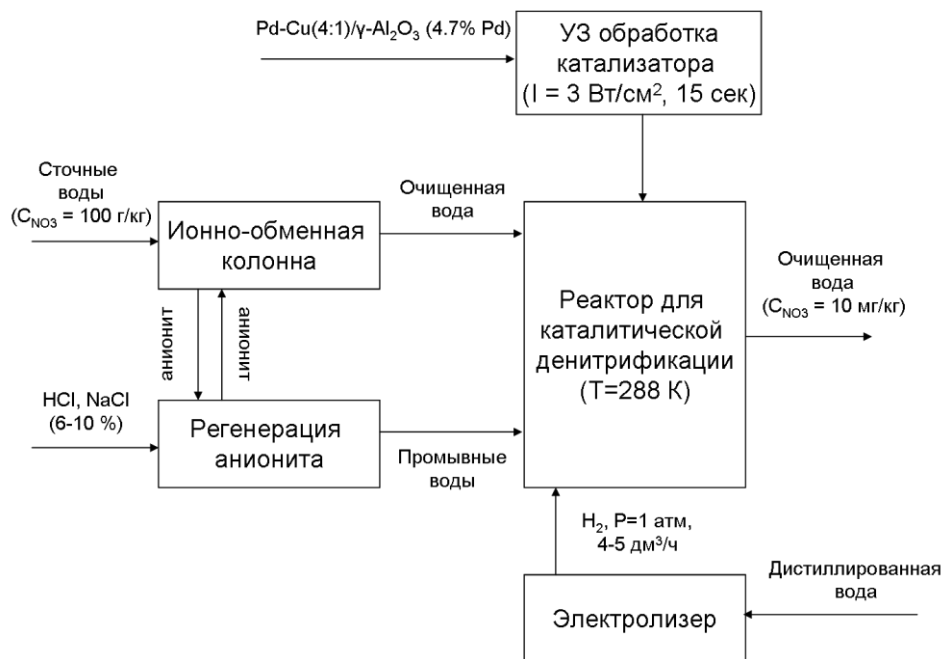 Pd-Cu(4:1)/γ-Al₂O₃ (4.7% Pd)
УЗ обработка
катализатора
(I = 3 Вт/см², 15 сек)
Сточные
воды
(C_NO3 = 100 г/кг)
Ионно-обменная
колонна
Очищенная
вода
Реактор для
каталитической
денитрификации
(Т=288 К)
Очищенная
вода
(C_NO3 = 10 мг/кг)
анионит
анионит
HCl, NaCl
(6-10 %)
Регенерация
анионита
Промывные
воды
H₂, P=1 атм,
4-5 дм³/ч
Электролизер
Дистиллированная
вода